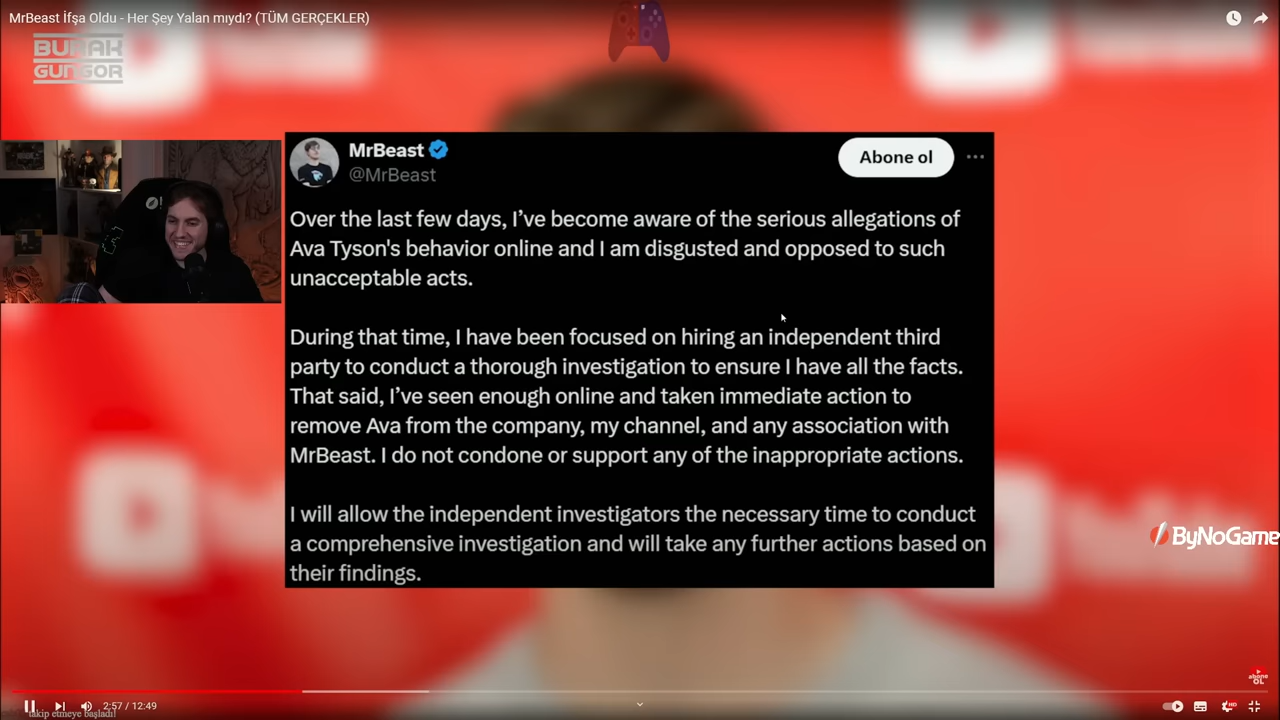 MrBeast İfşa Oldu - Her Şey Yalan mıydı? (TÜM GERÇEKLER)
BURAK
GUNGOR
MrBeast
@MrBeast
Abone ol
Over the last few days, I’ve become aware of the serious allegations of
Ava Tyson's behavior online and I am disgusted and opposed to such
unacceptable acts.
During that time, I have been focused on hiring an independent third
party to conduct a thorough investigation to ensure I have all the facts.
That said, I’ve seen enough online and taken immediate action to
remove Ava from the company, my channel, and any association with
MrBeast. I do not condone or support any of the inappropriate actions.
I will allow the independent investigators the necessary time to conduct
a comprehensive investigation and will take any further actions based on
their findings.
ByNoGame
abone
OL
2:57 / 12:49
HD
takip etmeye başladı!